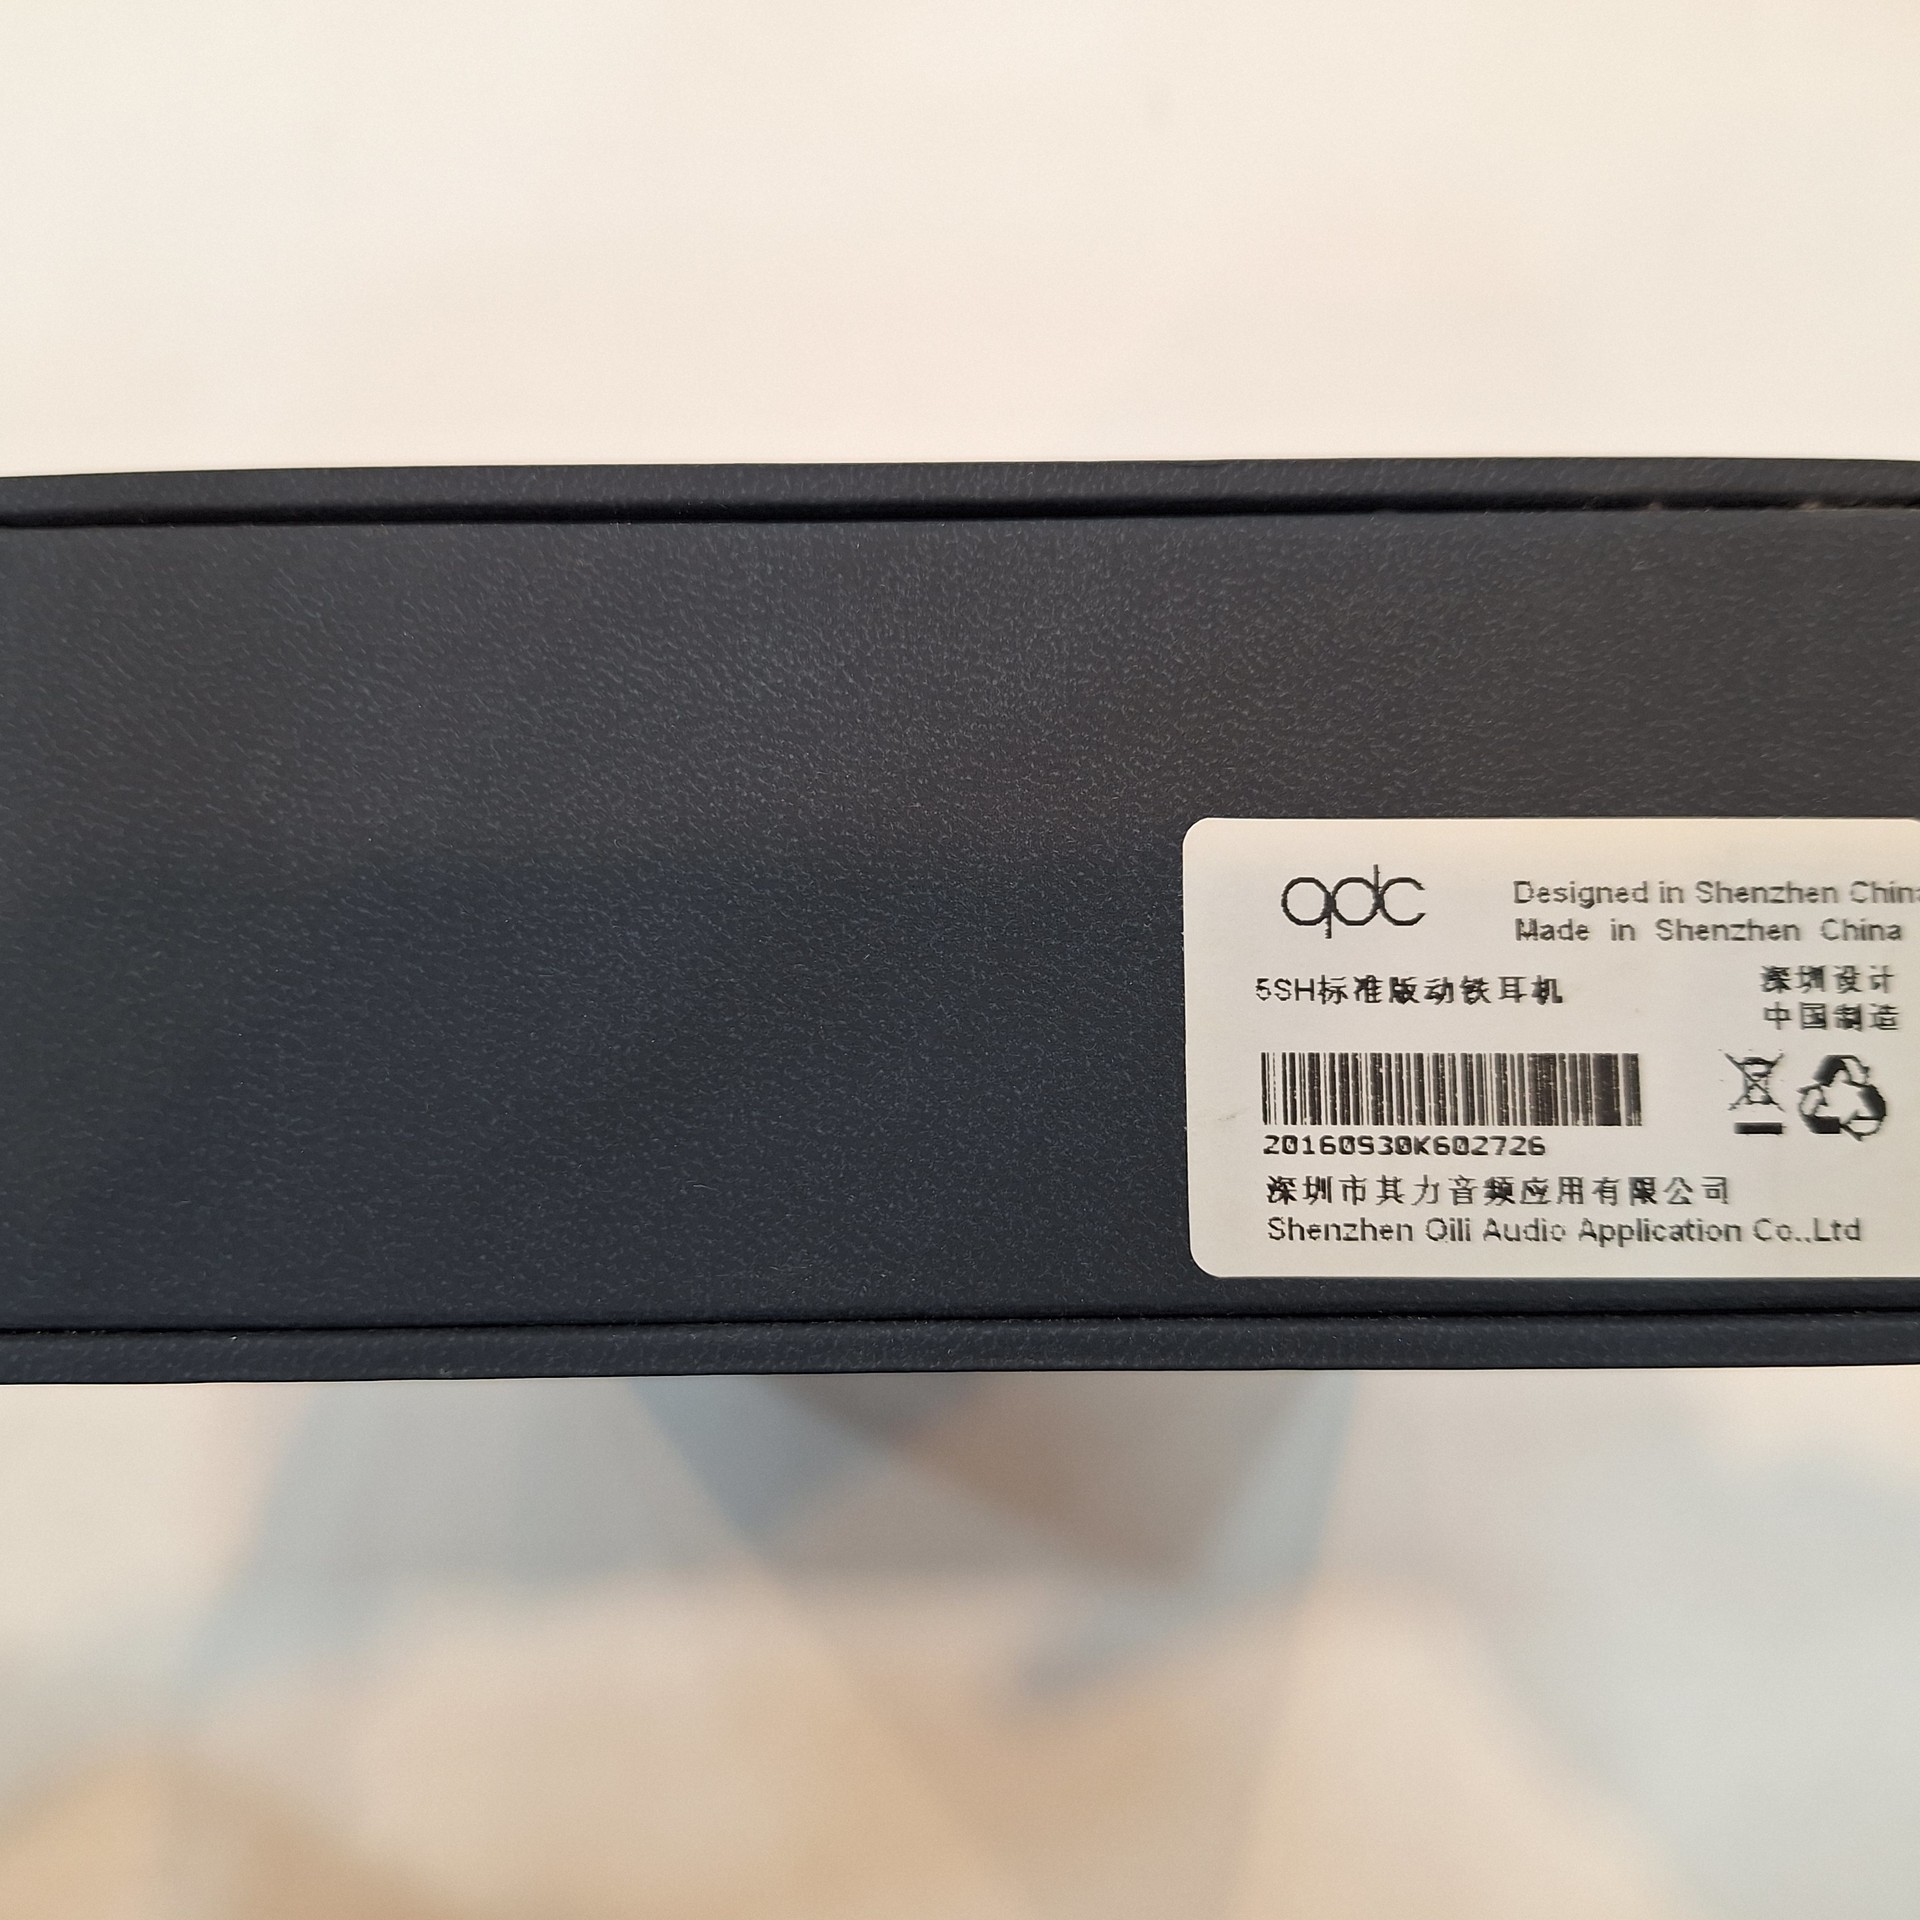 qdc
Designed in Shenzhen China
Made in Shenzhen China
5SH标准版动铁耳机
深圳设计
中国制造
20160930K602726
深圳市其力音频应用有限公司
Shenzhen Qili Audio Application Co.,Ltd